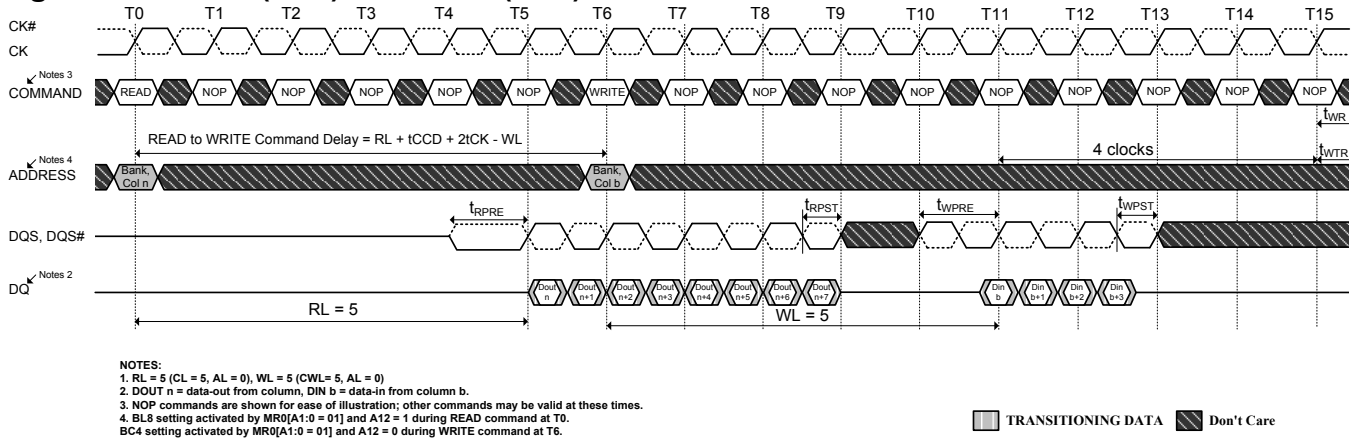 T0 T1 T2 T3 T4 T5 T6 T7 T8 T9 T10 T11 T12 T13 T14 T15
CK#
CK
Notes 3
COMMAND
READ NOP NOP NOP NOP NOP WRITE NOP NOP NOP NOP NOP NOP NOP NOP NOP
tWR
READ to WRITE Command Delay = RL + tCCD + 2tCK - WL
4 clocks
tWTR
Notes 4
ADDRESS
Bank, Col n
Bank, Col b
tRPRE tRPST tWPRE tWPST
DQS, DQS#
Notes 2
DQ
Dout n Dout n+1 Dout n+2 Dout n+3 Dout n+4 Dout n+5 Dout n+6 Dout n+7 Din b Din b+1 Din b+2 Din b+3
RL = 5
WL = 5
NOTES:
1. RL = 5 (CL = 5, AL = 0), WL = 5 (CWL= 5, AL = 0)
2. DOUT n = data-out from column, DIN b = data-in from column b.
3. NOP commands are shown for ease of illustration; other commands may be valid at these times.
4. BL8 setting activated by MR0[A1:0 = 01] and A12 = 1 during READ command at T0.
BC4 setting activated by MR0[A1:0 = 01] and A12 = 0 during WRITE command at T6.
TRANSITIONING DATA
Don't Care